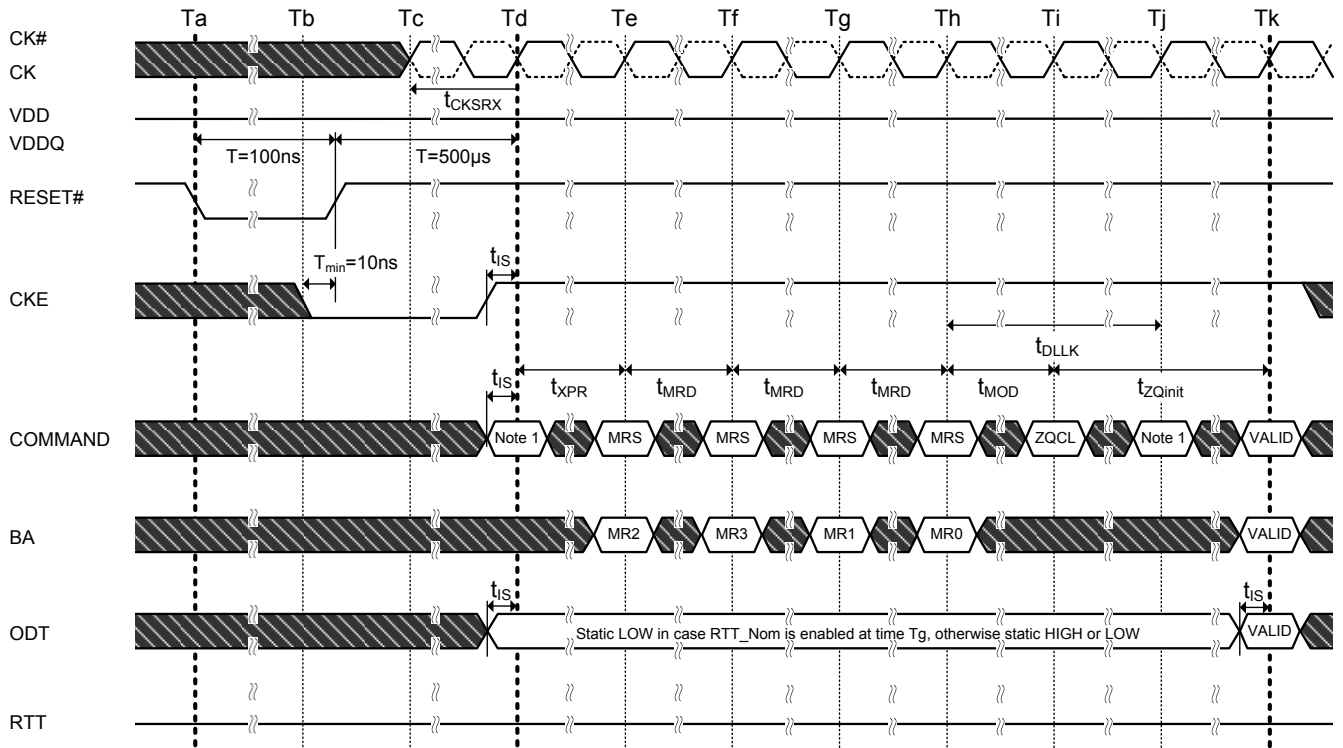 Ta Tb Tc Td Te Tf Tg Th Ti Tj Tk
CK#
CK
tCKSRX
VDD
VDDQ
T=100ns T=500µs
RESET#
Tmin=10ns tIS
CKE
tDLLK
tIS tXPR tMRD tMRD tMRD tMOD tZQinit
COMMAND Note 1 MRS MRS MRS MRS ZQCL Note 1 VALID
BA MR2 MR3 MR1 MR0 VALID
tIS tIS
ODT Static LOW in case RTT_Nom is enabled at time Tg, otherwise static HIGH or LOW VALID
RTT